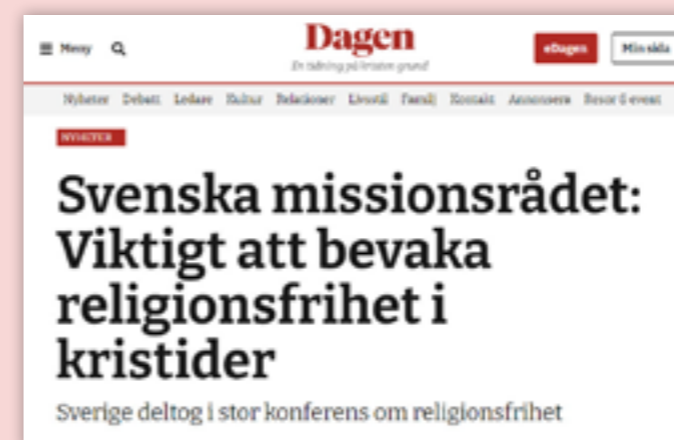 Meny
Dagen
En tidning på kristen grund
eDagen
Min sida
Nyheter Debatt Ledare Kultur Relationer Livsstil Familj Kontakt Annonsera Resor & event
NYHETER
Svenska missionsrådet:
Viktigt att bevaka
religionsfrihet i
kristider
Sverige deltog i stor konferens om religionsfrihet